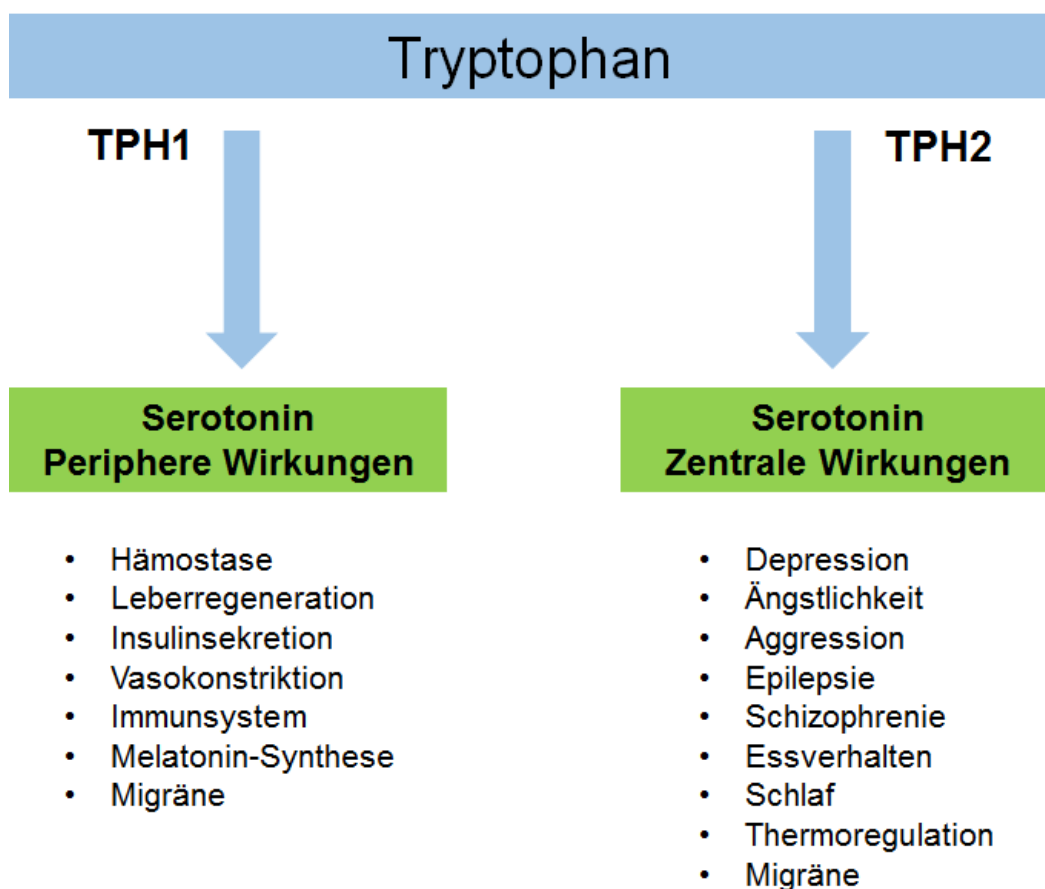 Tryptophan
TPH1
TPH2
Serotonin
Periphere Wirkungen
• Hämostase
• Leberregeneration
• Insulinsekretion
• Vasokonstriktion
• Immunsystem
• Melatonin-Synthese
• Migräne
Serotonin
Zentrale Wirkungen
• Depression
• Ängstlichkeit
• Aggression
• Epilepsie
• Schizophrenie
• Essverhalten
• Schlaf
• Thermoregulation
• Migräne